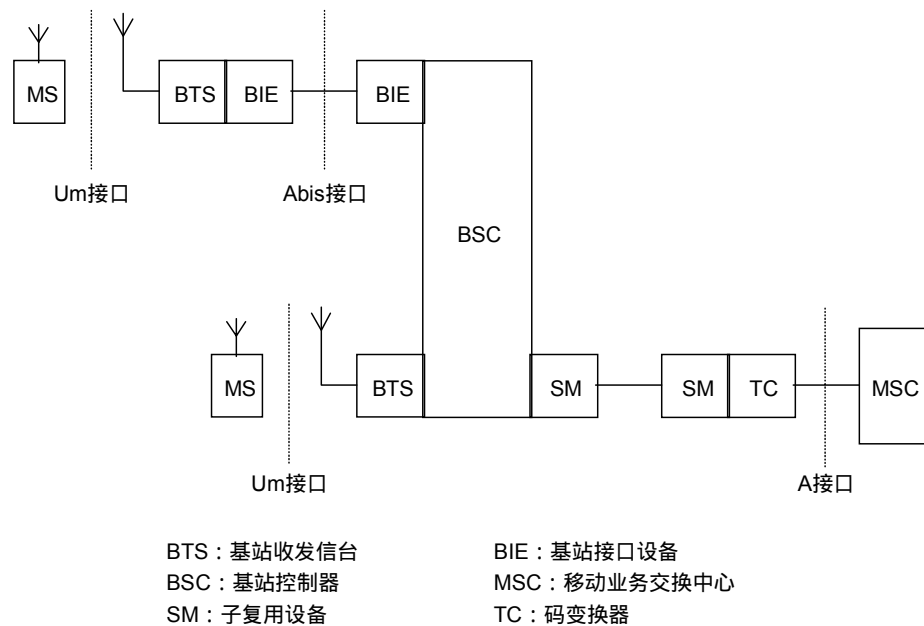 MS BTS BIE BIE
Um接口 Abis接口
BSC
MS BTS SM SM TC MSC
Um接口 A接口
BTS：基站收发信台 BIE：基站接口设备
BSC：基站控制器 MSC：移动业务交换中心
SM：子复用设备 TC：码变换器